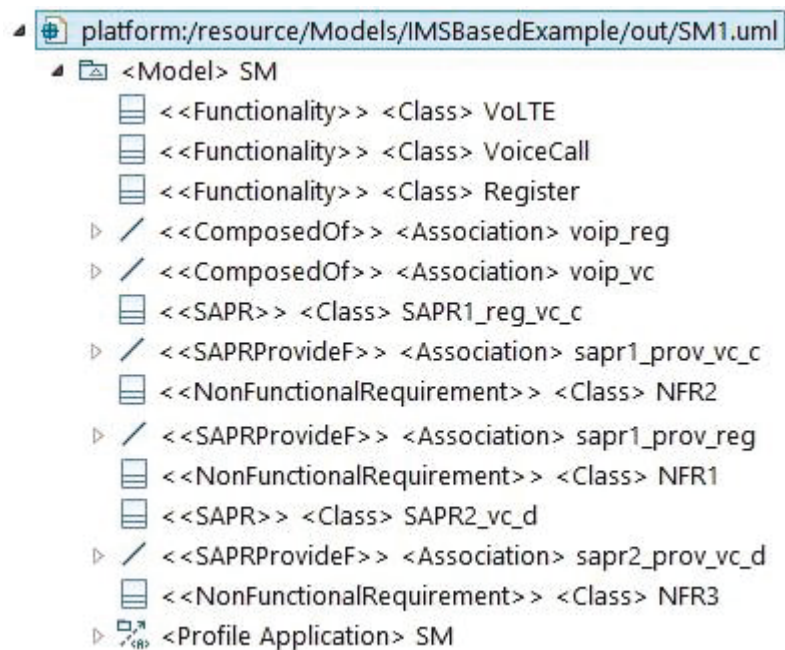 platform:/resource/Models/IMSBasedExample/out/SM1.uml
<Model> SM
<<Functionality>> <Class> VoLTE
<<Functionality>> <Class> VoiceCall
<<Functionality>> <Class> Register
<<ComposedOf>> <Association> voip_reg
<<ComposedOf>> <Association> voip_vc
<<SAPR>> <Class> SAPR1_reg_vc_c
<<SAPRProvideF>> <Association> sapr1_prov_vc_c
<<NonFunctionalRequirement>> <Class> NFR2
<<SAPRProvideF>> <Association> sapr1_prov_reg
<<NonFunctionalRequirement>> <Class> NFR1
<<SAPR>> <Class> SAPR2_vc_d
<<SAPRProvideF>> <Association> sapr2_prov_vc_d
<<NonFunctionalRequirement>> <Class> NFR3
<Profile Application> SM